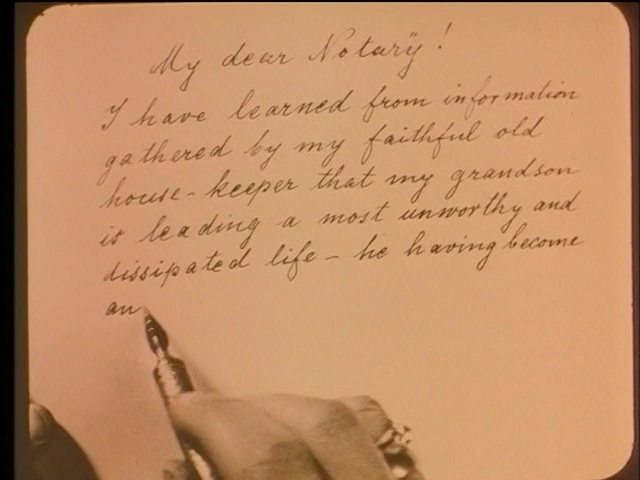 My dear Notarÿ!
I have learned from information
gathered by my faithful old
house-keeper that my grandson
is leading a most unworthy and
dissipated life - he having become
an